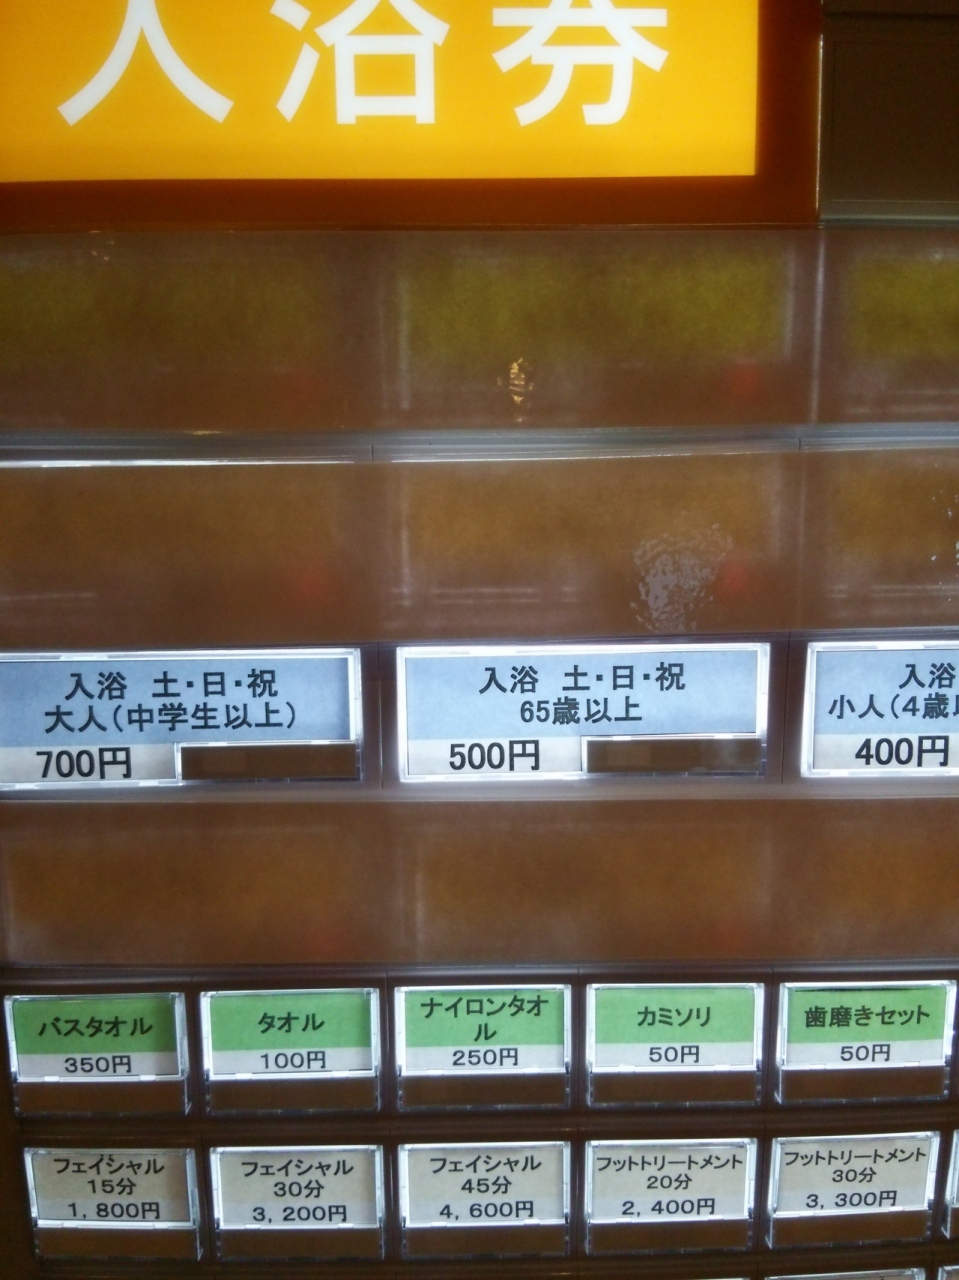 入浴券
入浴 土・日・祝
大人(中学生以上)
700円
入浴 土・日・祝
65歳以上
500円
入浴
小人(4歳以
400円
バスタオル
350円
タオル
100円
ナイロンタオ
ル
250円
カミソリ
50円
歯磨きセット
50円
フェイシャル
15分
1,800円
フェイシャル
30分
3,200円
フェイシャル
45分
4,600円
フットトリートメント
20分
2,400円
フットトリートメント
30分
3,300円